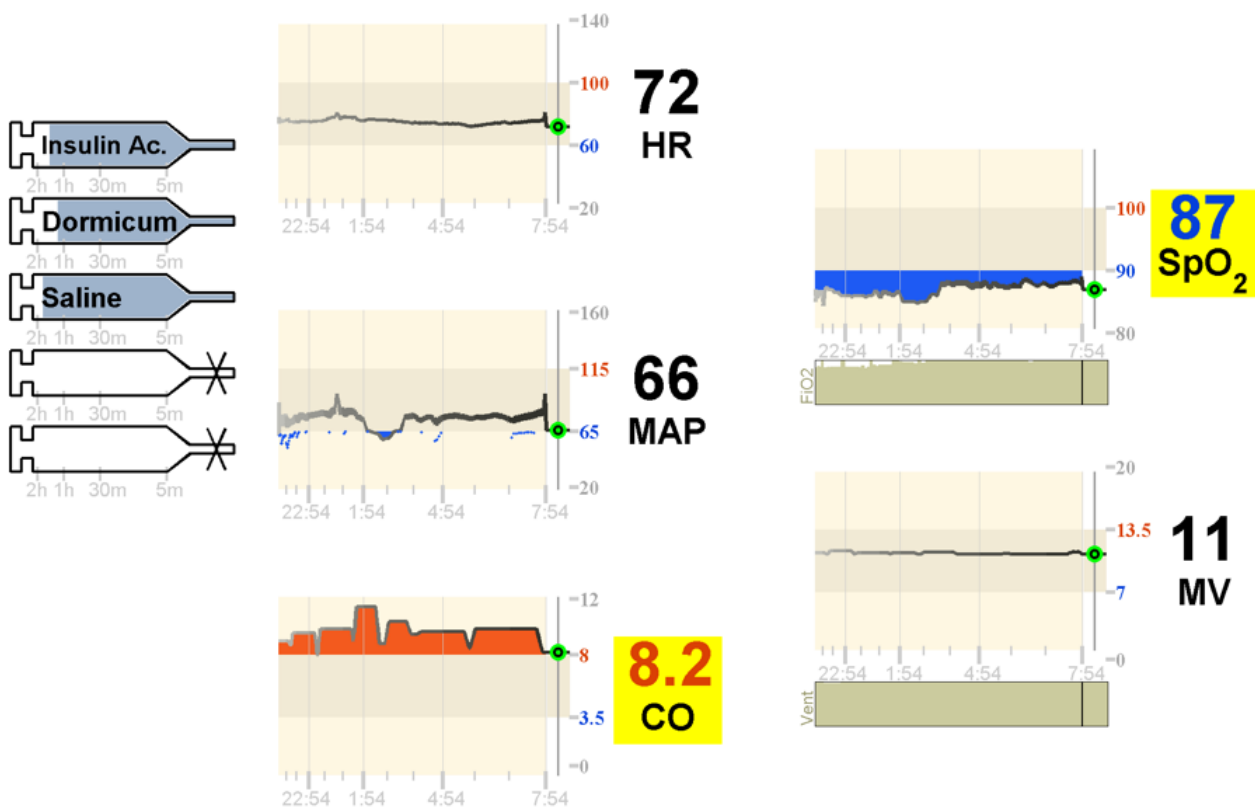 Insulin Ac.
2h 1h 30m 5m
Dormicum
2h 1h 30m 5m
Saline
2h 1h 30m 5m
2h 1h 30m 5m
2h 1h 30m 5m
140
100
60
20
22:54 1:54 4:54 7:54
72
HR
160
115
65
20
22:54 1:54 4:54 7:54
66
MAP
12
8
3.5
0
22:54 1:54 4:54 7:54
8.2
CO
100
90
80
22:54 1:54 4:54 7:54
FiO2
87
SpO₂
20
13.5
7
0
22:54 1:54 4:54 7:54
Vent
11
MV